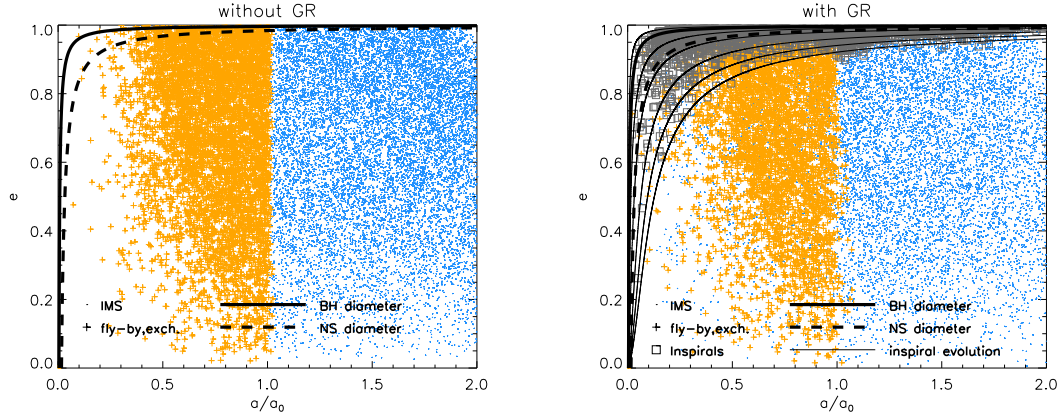 without GR
1.0
0.8
0.6
0.4
0.2
0.0
e
IMS
fly-by,exch.
BH diameter
NS diameter
0.0 0.5 1.0 1.5 2.0
a/a₀
with GR
1.0
0.8
0.6
0.4
0.2
0.0
e
IMS
fly-by,exch.
Inspirals
BH diameter
NS diameter
inspiral evolution
0.0 0.5 1.0 1.5 2.0
a/a₀